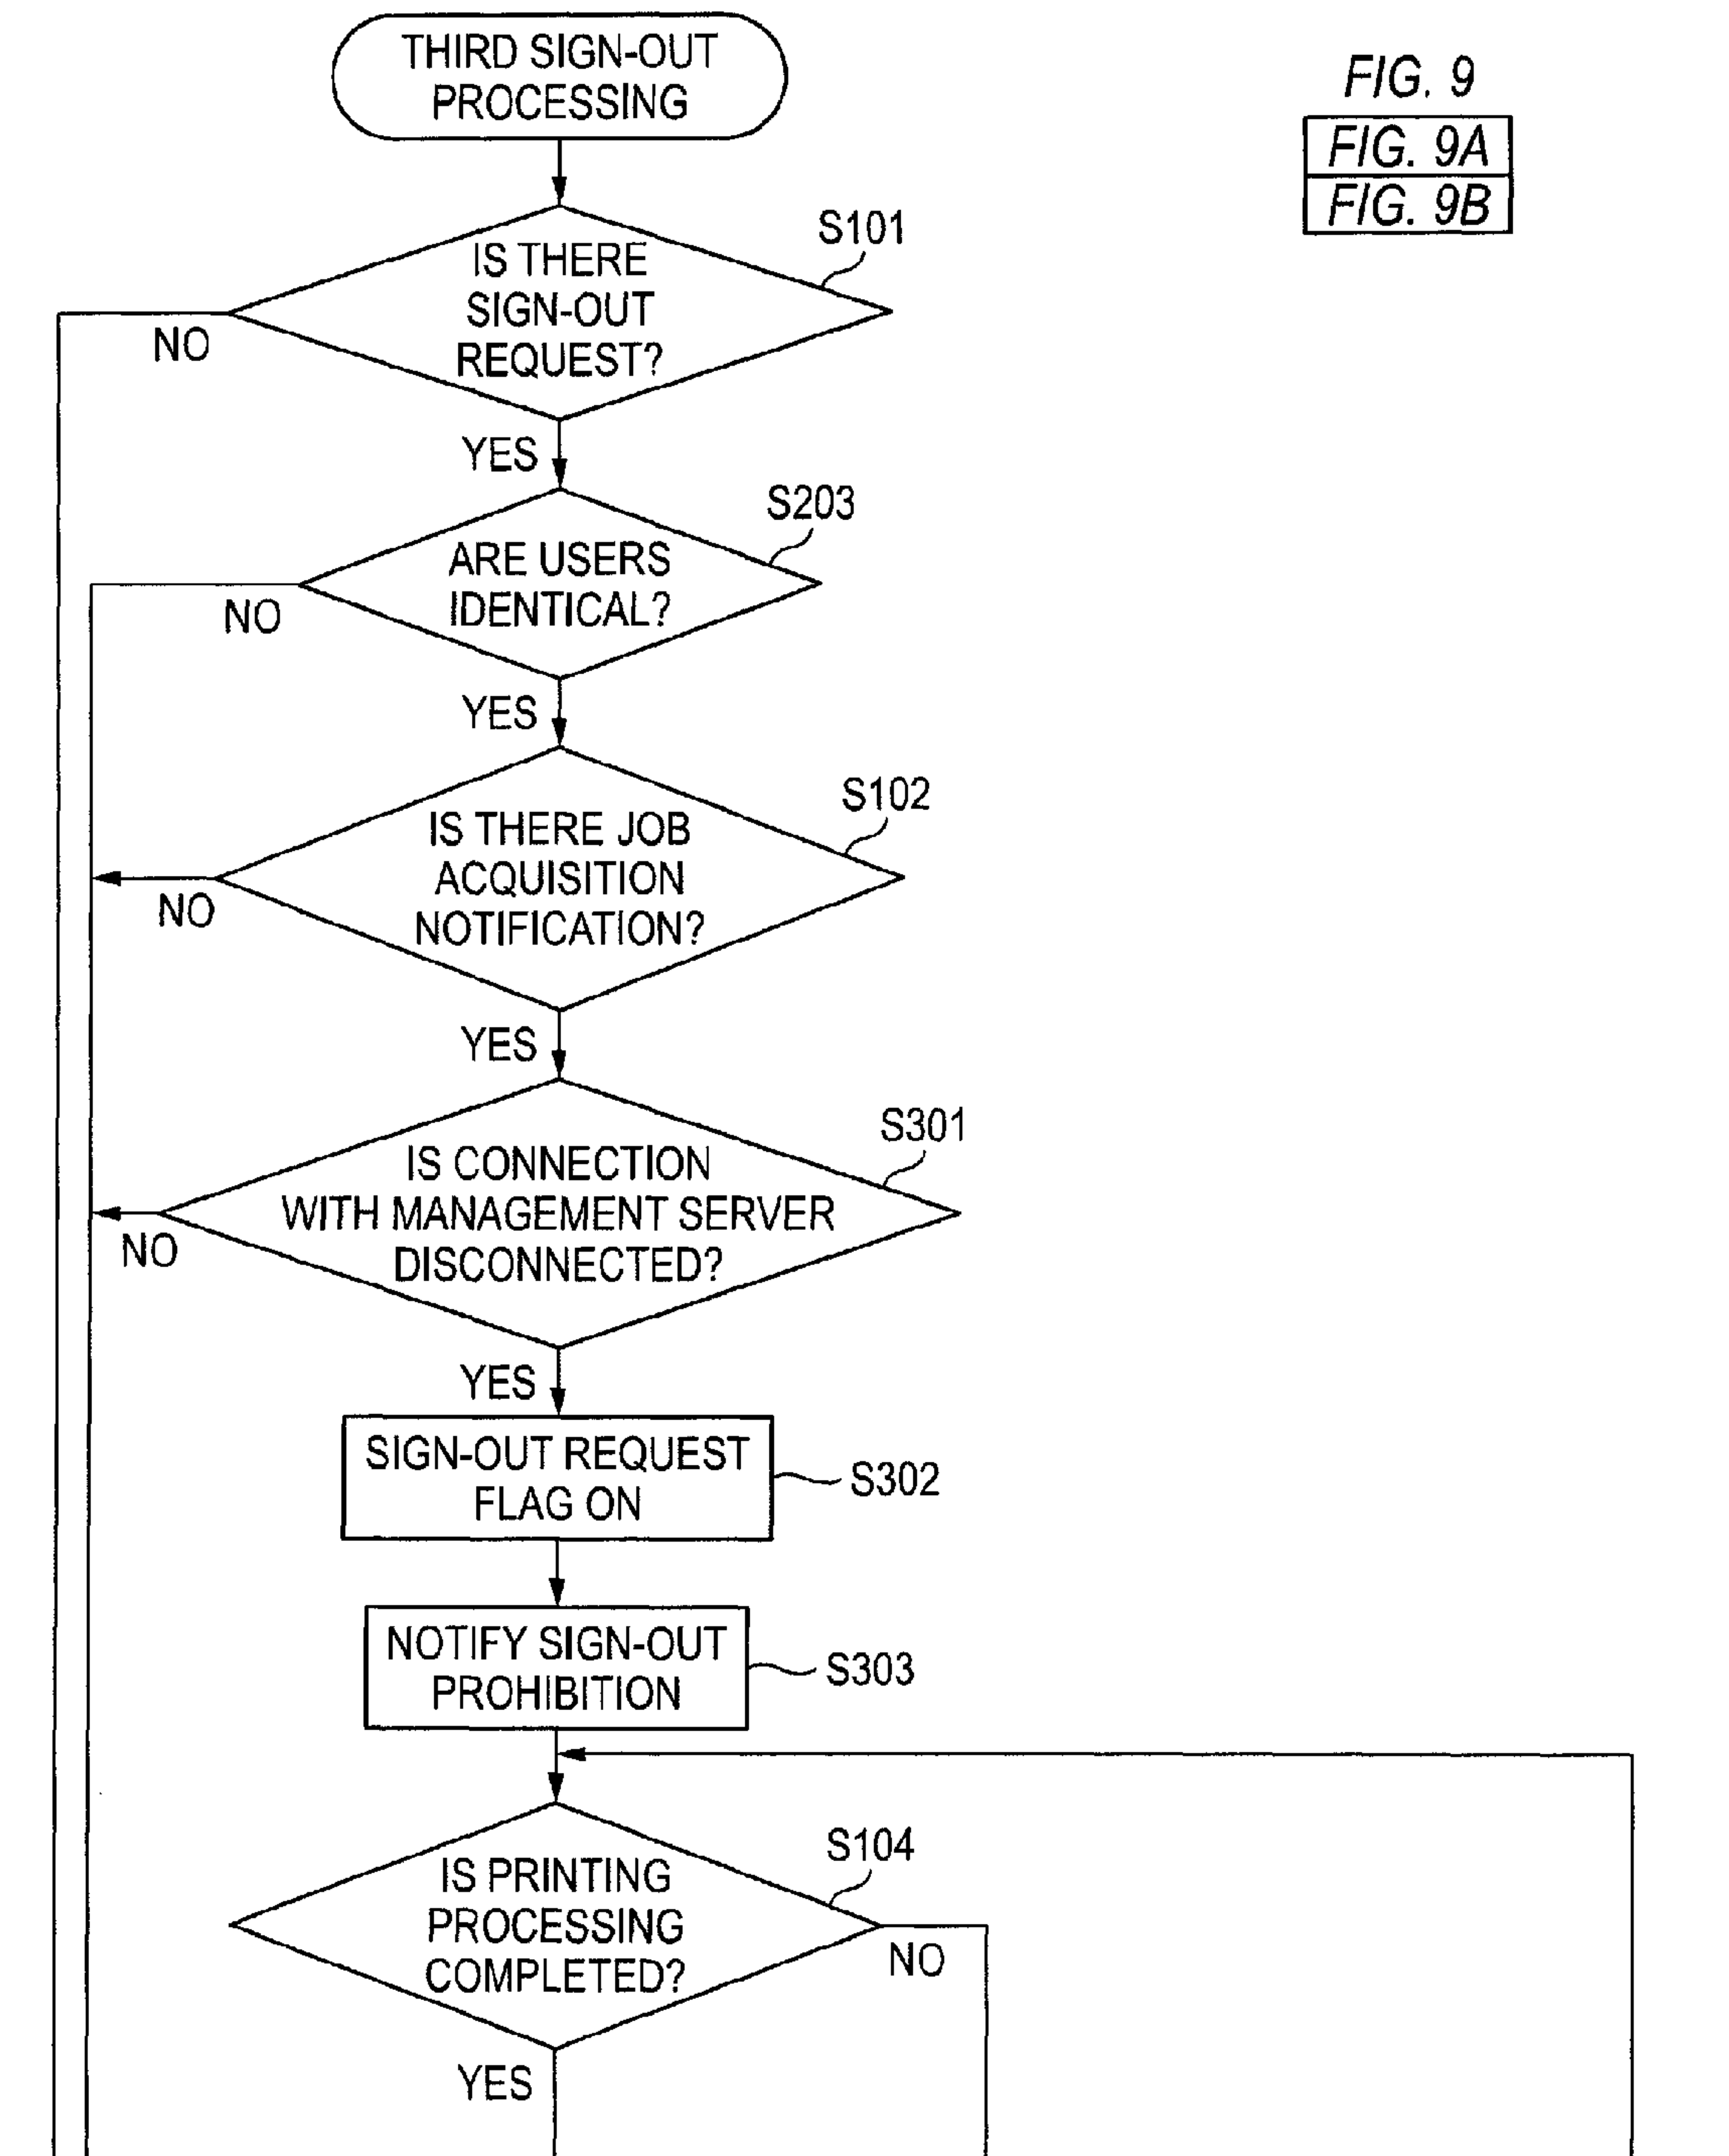 THIRD SIGN-OUT
PROCESSING
FIG. 9
FIG. 9A
FIG. 9B
S101
IS THERE
SIGN-OUT
REQUEST?
NO
YES
S203
ARE USERS
IDENTICAL?
NO
YES
S102
IS THERE JOB
ACQUISITION
NOTIFICATION?
NO
YES
S301
IS CONNECTION
WITH MANAGEMENT SERVER
DISCONNECTED?
NO
YES
SIGN-OUT REQUEST
FLAG ON
S302
NOTIFY SIGN-OUT
PROHIBITION
S303
S104
IS PRINTING
PROCESSING
COMPLETED?
NO
YES